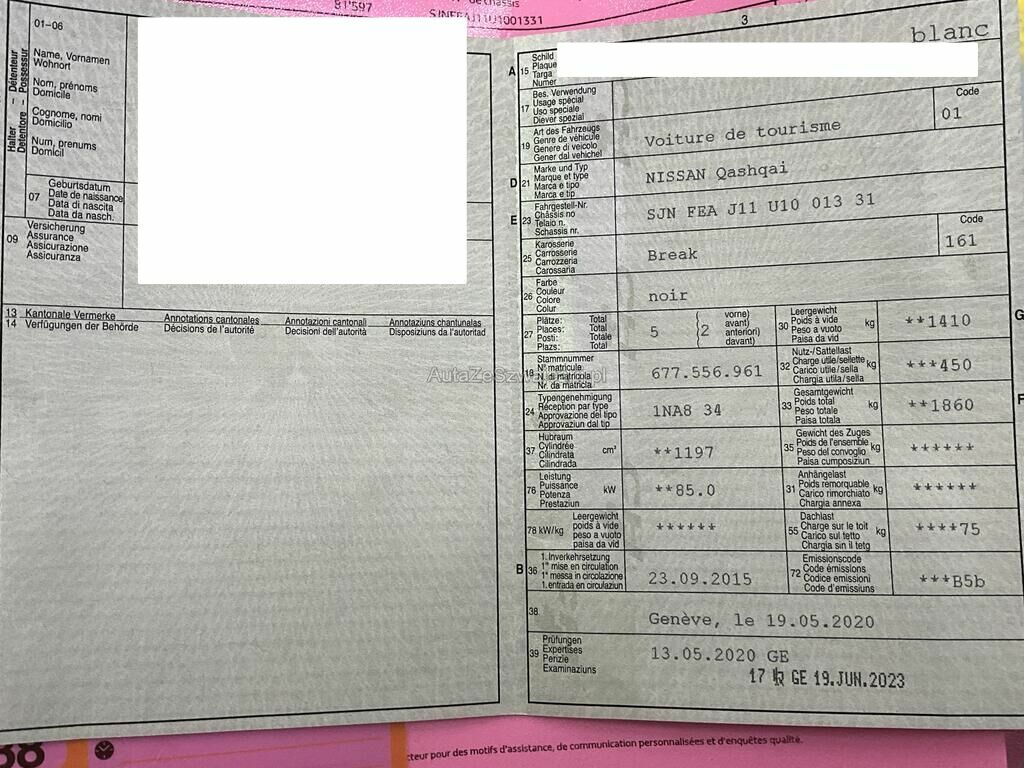 81'597
de châssis
SJNFEAJ11U1001331
01-06
Halter – Détenteur
Detentore – Possessur
Name, Vornamen
Wohnort
Nom, prénoms
Domicile
Cognome, nomi
Domicilio
Num, prenums
Domicil
07
Geburtsdatum
Date de naissance
Data di nascita
Data da nasch.
09
Versicherung
Assurance
Assicurazione
Assicuranza
13 Kantonale Vermerke Annotations cantonales Annotazioni cantonali Annotaziuns chantunalas
14 Verfügungen der Behörde Décisions de l'autorité Decisioni dell'autorità Disposiziuns da l'autoritad
3
blanc
A 15
Schild
Plaque
Targa
Numer
17
Bes. Verwendung
Usage spécial
Uso speciale
Diever spezial
Code
01
19
Art des Fahrzeugs
Genre de véhicule
Genere di veicolo
Gener dal vehichel
Voiture de tourisme
D 21
Marke und Typ
Marque et type
Marca e tipo
Marca e tip
NISSAN Qashqai
E 23
Fahrgestell-Nr.
Châssis no
Telaio n.
Schassis nr.
SJN FEA J11 U10 013 31
25
Karosserie
Carrosserie
Carrozzeria
Carossaria
Break
Code
161
26
Farbe
Couleur
Colore
Colur
noir
27
Plätze: Total
Places: Total
Posti: Totale
Plazs: Total
5
2
vorne)
avant)
anteriori)
davant)
30
Leergewicht
Poids à vide
Peso a vuoto
Paisa da vid
kg
**1410
G
18
Stammnummer
N° matricule
N. di matricola
Nr. da matricla
677.556.961
32
Nutz-/Sattellast
Charge utile/sellette
Carico utile/sella
Chargia utila/sella
kg
***450
24
Typengenehmigung
Réception par type
Approvazione del tipo
Approvaziun dal tip
1NA8 34
33
Gesamtgewicht
Poids total
Peso totale
Paisa totala
kg
**1860
F
37
Hubraum
Cylindrée
Cilindrata
Cilindrada
cm³
**1197
35
Gewicht des Zuges
Poids de l'ensemble
Peso del convoglio
Paisa cumposiziun
kg
******
76
Leistung
Puissance
Potenza
Prestaziun
kW
**85.0
31
Anhängelast
Poids remorquable
Carico rimorchiato
Chargia annexa
kg
******
78 kW/kg
Leergewicht
poids à vide
peso a vuoto
paisa da vid
******
55
Dachlast
Charge sur le toit
Carico sul tetto
Chargia sin il tetg
kg
****75
B 36
1. Inverkehrsetzung
1re mise en circulation
1a messa in circolazione
1. entrada en circulaziun
23.09.2015
72
Emissionscode
Code émissions
Codice emissioni
Code d'emissiuns
***B5b
38
Genève, le 19.05.2020
39
Prüfungen
Expertises
Perizie
Examinaziuns
13.05.2020 GE
17 GE 19.JUN.2023
AutaZeSzwajcarii.pl
cteur pour des motifs d'assistance, de communication personnalisées et d'enquêtes qualité.